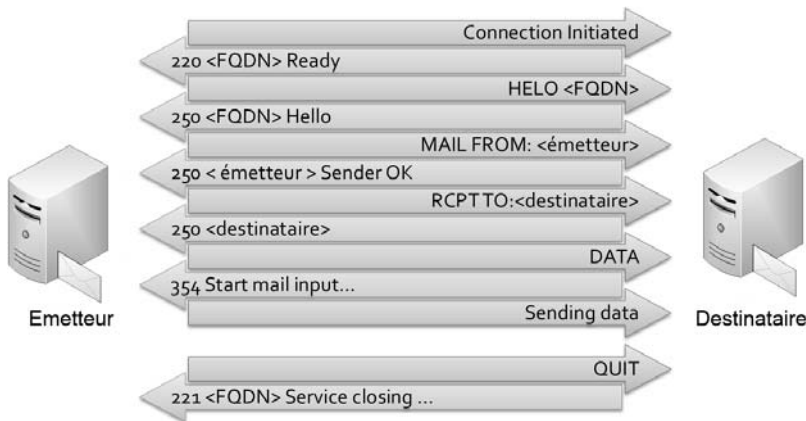 Connection Initiated
220 <FQDN> Ready
HELO <FQDN>
250 <FQDN> Hello
MAIL FROM: <émetteur>
250 < émetteur > Sender OK
RCPT TO:<destinataire>
250 <destinataire>
DATA
354 Start mail input...
Sending data
Emetteur
Destinataire
QUIT
221 <FQDN> Service closing ...